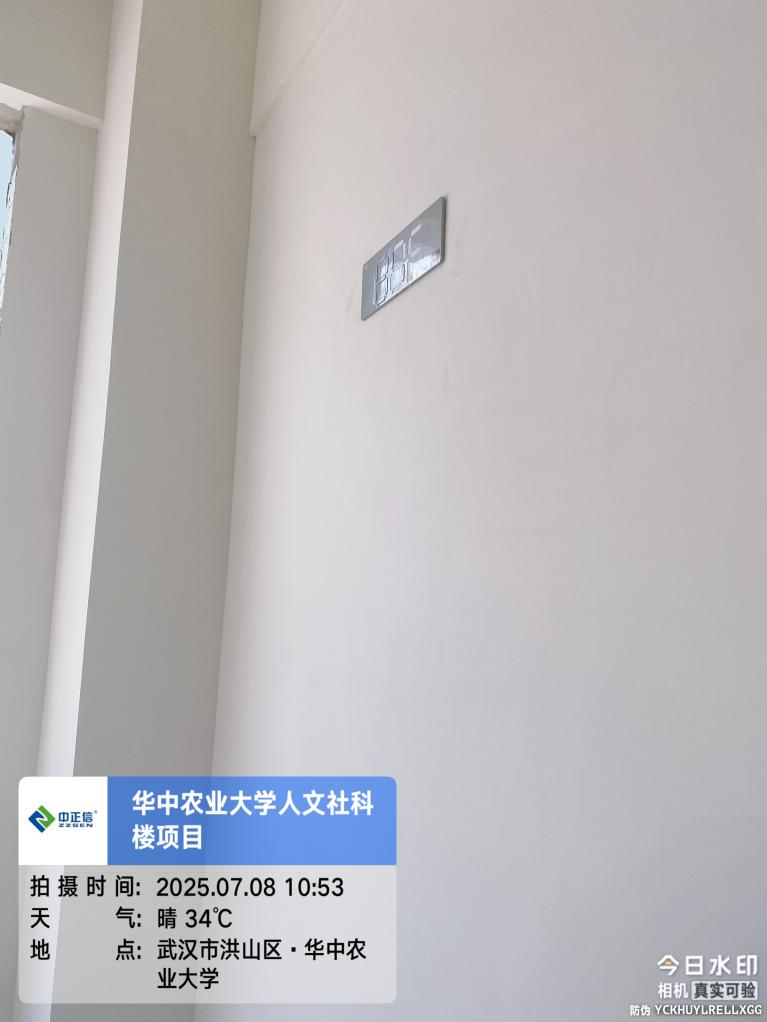 中正信
ZZSEN
华中农业大学人文社科
楼项目
拍摄时间: 2025.07.08 10:53
天气: 晴 34℃
地点: 武汉市洪山区·华中农
业大学
今日水印
相机 真实可验
防伪 YCKHUYLRELLXGG